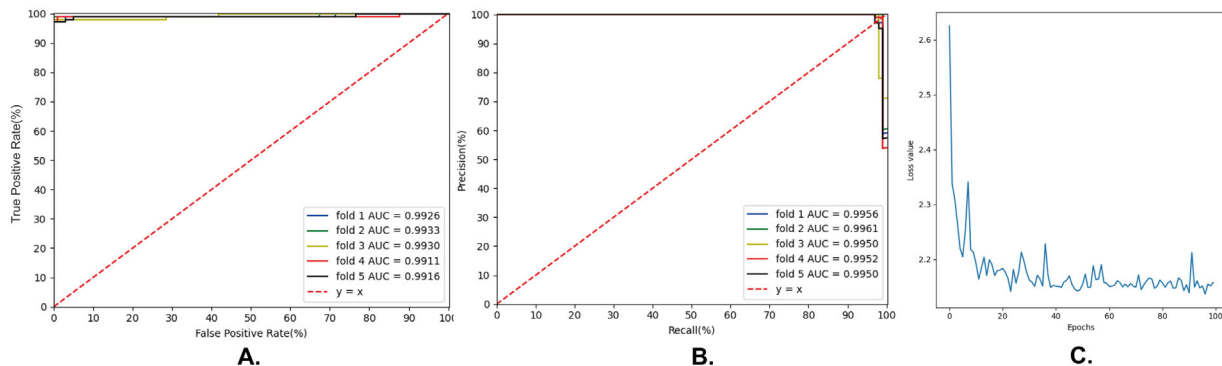 100
90
80
70
60
50
40
30
20
10
0
True Positive Rate(%)
fold 1 AUC = 0.9926
fold 2 AUC = 0.9933
fold 3 AUC = 0.9930
fold 4 AUC = 0.9911
fold 5 AUC = 0.9916
y = x
0 10 20 30 40 50 60 70 80 90 100
False Positive Rate(%)
A.
100
90
80
70
60
50
40
30
20
10
0
Precision(%)
fold 1 AUC = 0.9956
fold 2 AUC = 0.9961
fold 3 AUC = 0.9950
fold 4 AUC = 0.9952
fold 5 AUC = 0.9950
y = x
0 10 20 30 40 50 60 70 80 90 100
Recall(%)
B.
2.6
2.5
2.4
2.3
2.2
Loss value
0 20 40 60 80 100
Epochs
C.